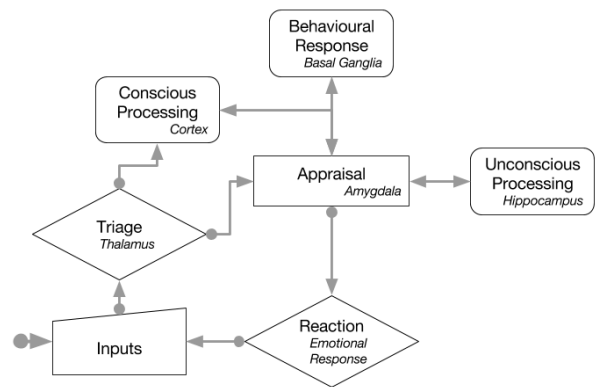 Behavioural
Response
Basal Ganglia
Conscious
Processing
Cortex
Appraisal
Amygdala
Unconscious
Processing
Hippocampus
Triage
Thalamus
Inputs
Reaction
Emotional
Response